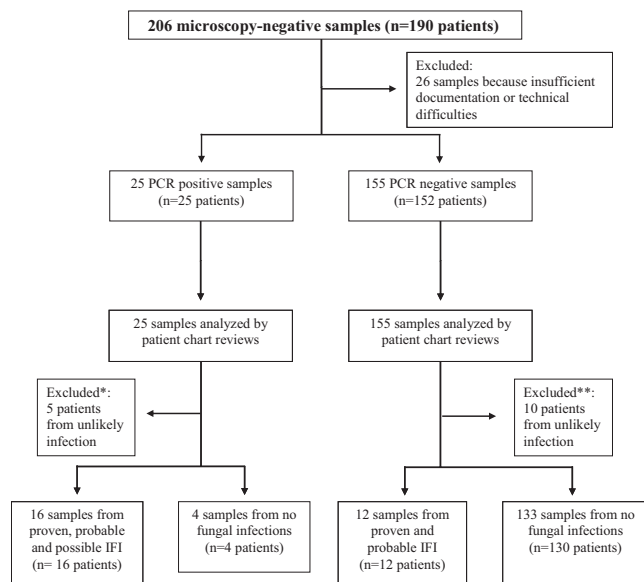 206 microscopy-negative samples (n=190 patients)
Excluded:
26 samples because insufficient
documentation or technical
difficulties
25 PCR positive samples
(n=25 patients)
155 PCR negative samples
(n=152 patients)
25 samples analyzed by
patient chart reviews
155 samples analyzed by
patient chart reviews
Excluded*:
5 patients
from unlikely
infection
Excluded**:
10 patients
from unlikely
infection
16 samples from
proven, probable
and possible IFI
(n= 16 patients)
4 samples from no
fungal infections
(n=4 patients)
12 samples from
proven and
probable IFI
(n=12 patients)
133 samples from no
fungal infections
(n=130 patients)